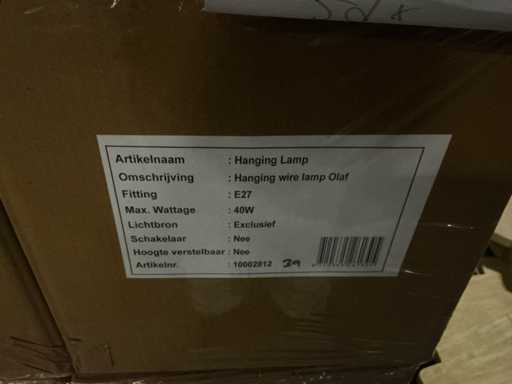 Artikelnaam : Hanging Lamp
Omschrijving : Hanging wire lamp Olaf
Fitting : E27
Max. Wattage : 40W
Lichtbron : Exclusief
Schakelaar : Nee
Hoogte verstelbaar : Nee
Artikelnr. : 10002812 39